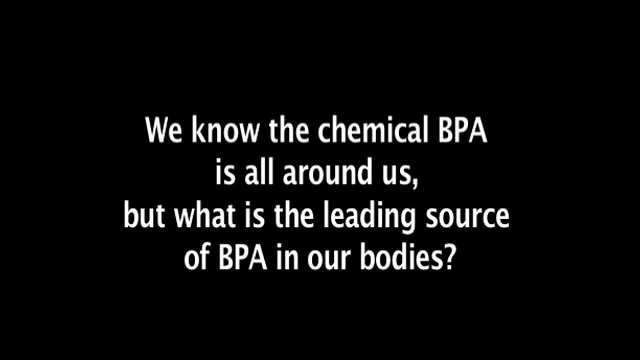 We know the chemical BPA
is all around us,
but what is the leading source
of BPA in our bodies?